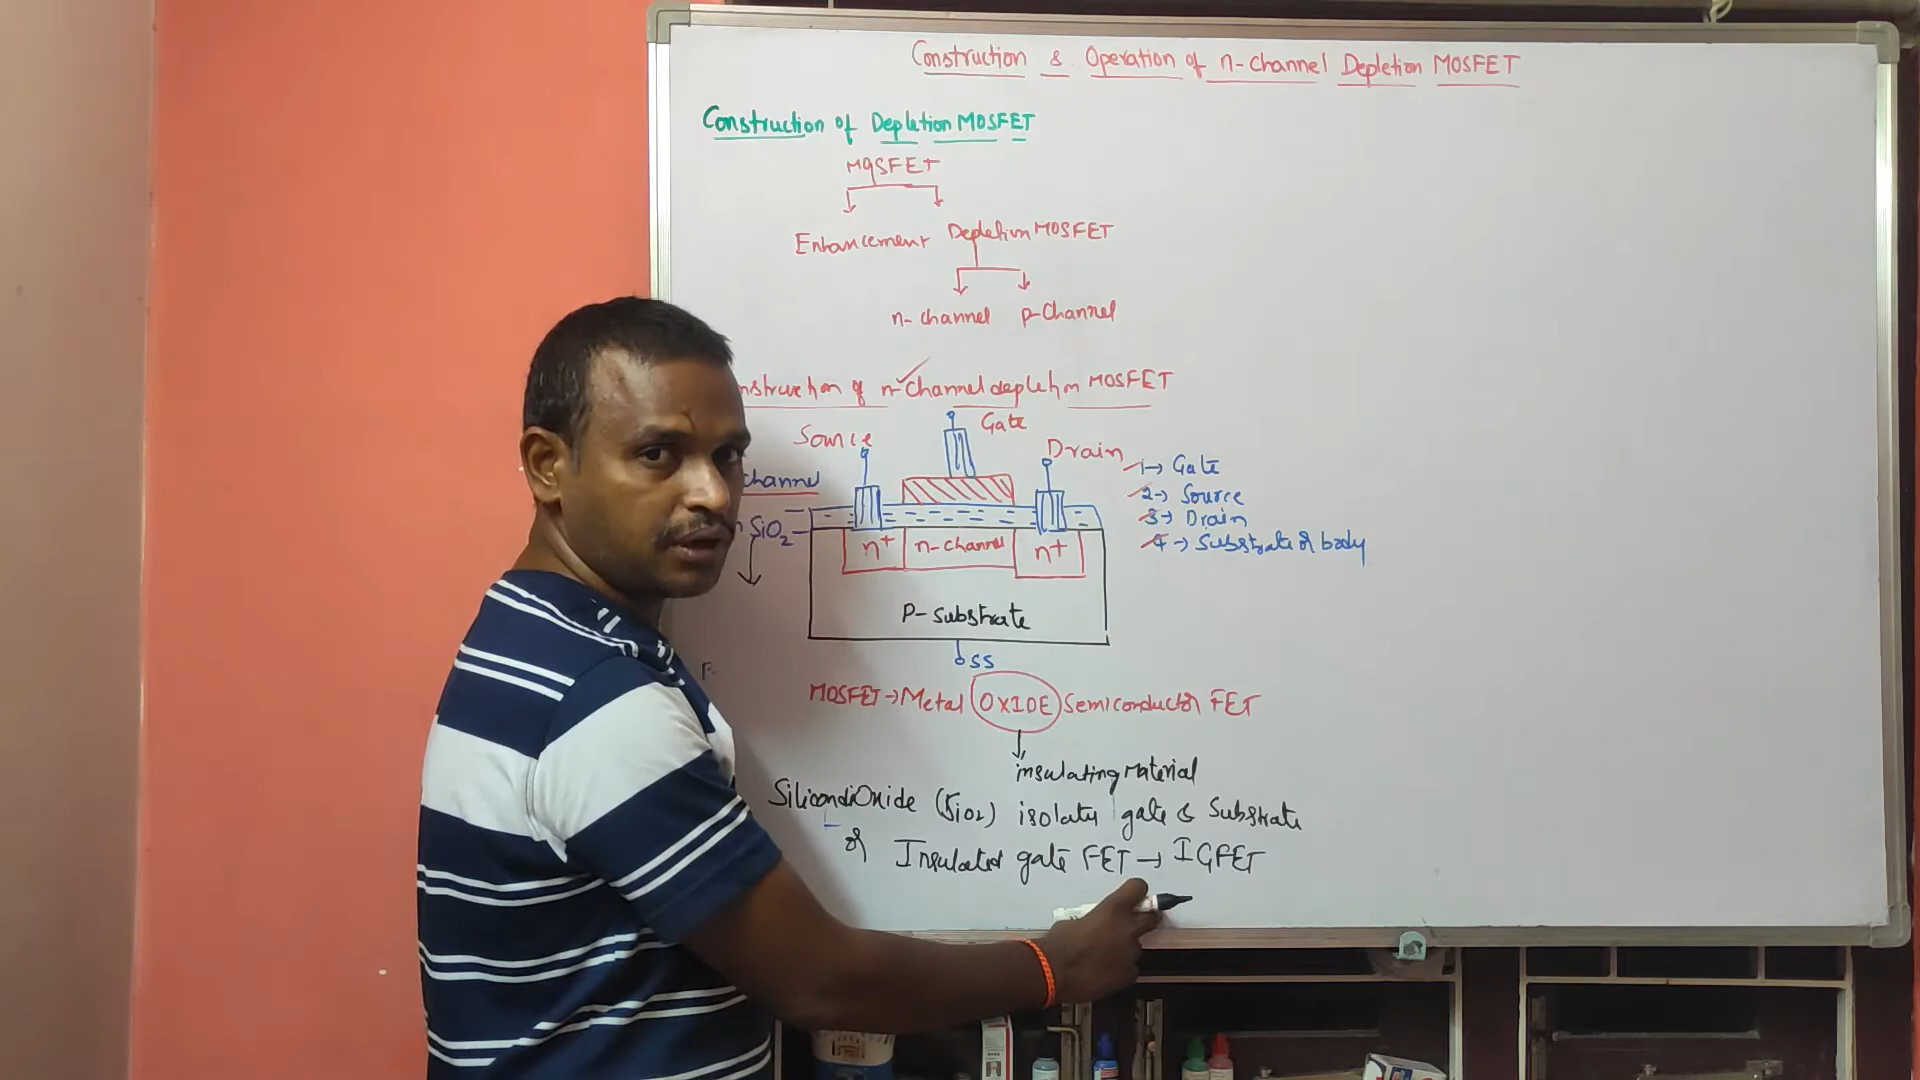 Construction & Operation of n-channel Depletion MOSFET
Construction of Depletion MOSFET
MOSFET
Enhancement Depletion MOSFET
n-channel p-channel
nstruction of n-channel depletion MOSFET
Gate
Source
Drain
channel
1→ Gate
2→ Source
3→ Drain
4→ Substrate or body
SiO2
n+ n-channel n+
P-substrate
SS
MOSFET→Metal OXIDE Semiconductor FET
insulating Material
SilicondiOxide (SiO2) isolates gate & Substrate
or Insulated gate FET→ IGFET